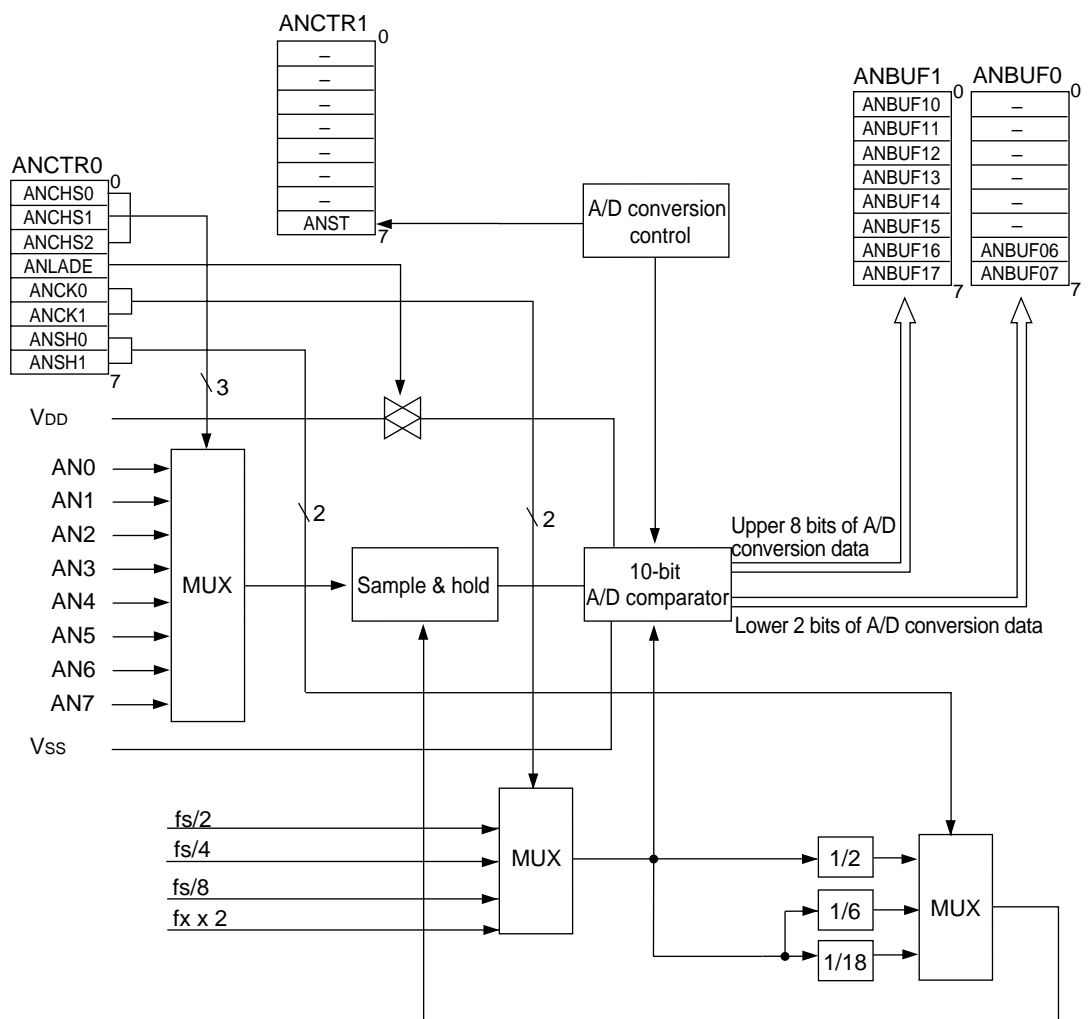 ANCTR1
0
–
–
–
–
–
–
–
ANST
7
ANBUF1
0
ANBUF10
ANBUF11
ANBUF12
ANBUF13
ANBUF14
ANBUF15
ANBUF16
ANBUF17
7
ANBUF0
0
–
–
–
–
–
–
ANBUF06
ANBUF07
7
ANCTR0
0
ANCHS0
ANCHS1
ANCHS2
ANLADE
ANCK0
ANCK1
ANSH0
ANSH1
7
A/D conversion
control
3
VDD
AN0
AN1
AN2
AN3
AN4
AN5
AN6
AN7
VSS
MUX
2
2
Sample & hold
10-bit
A/D comparator
Upper 8 bits of A/D
conversion data
Lower 2 bits of A/D conversion data
fs/2
fs/4
fs/8
fx x 2
MUX
1/2
1/6
1/18
MUX